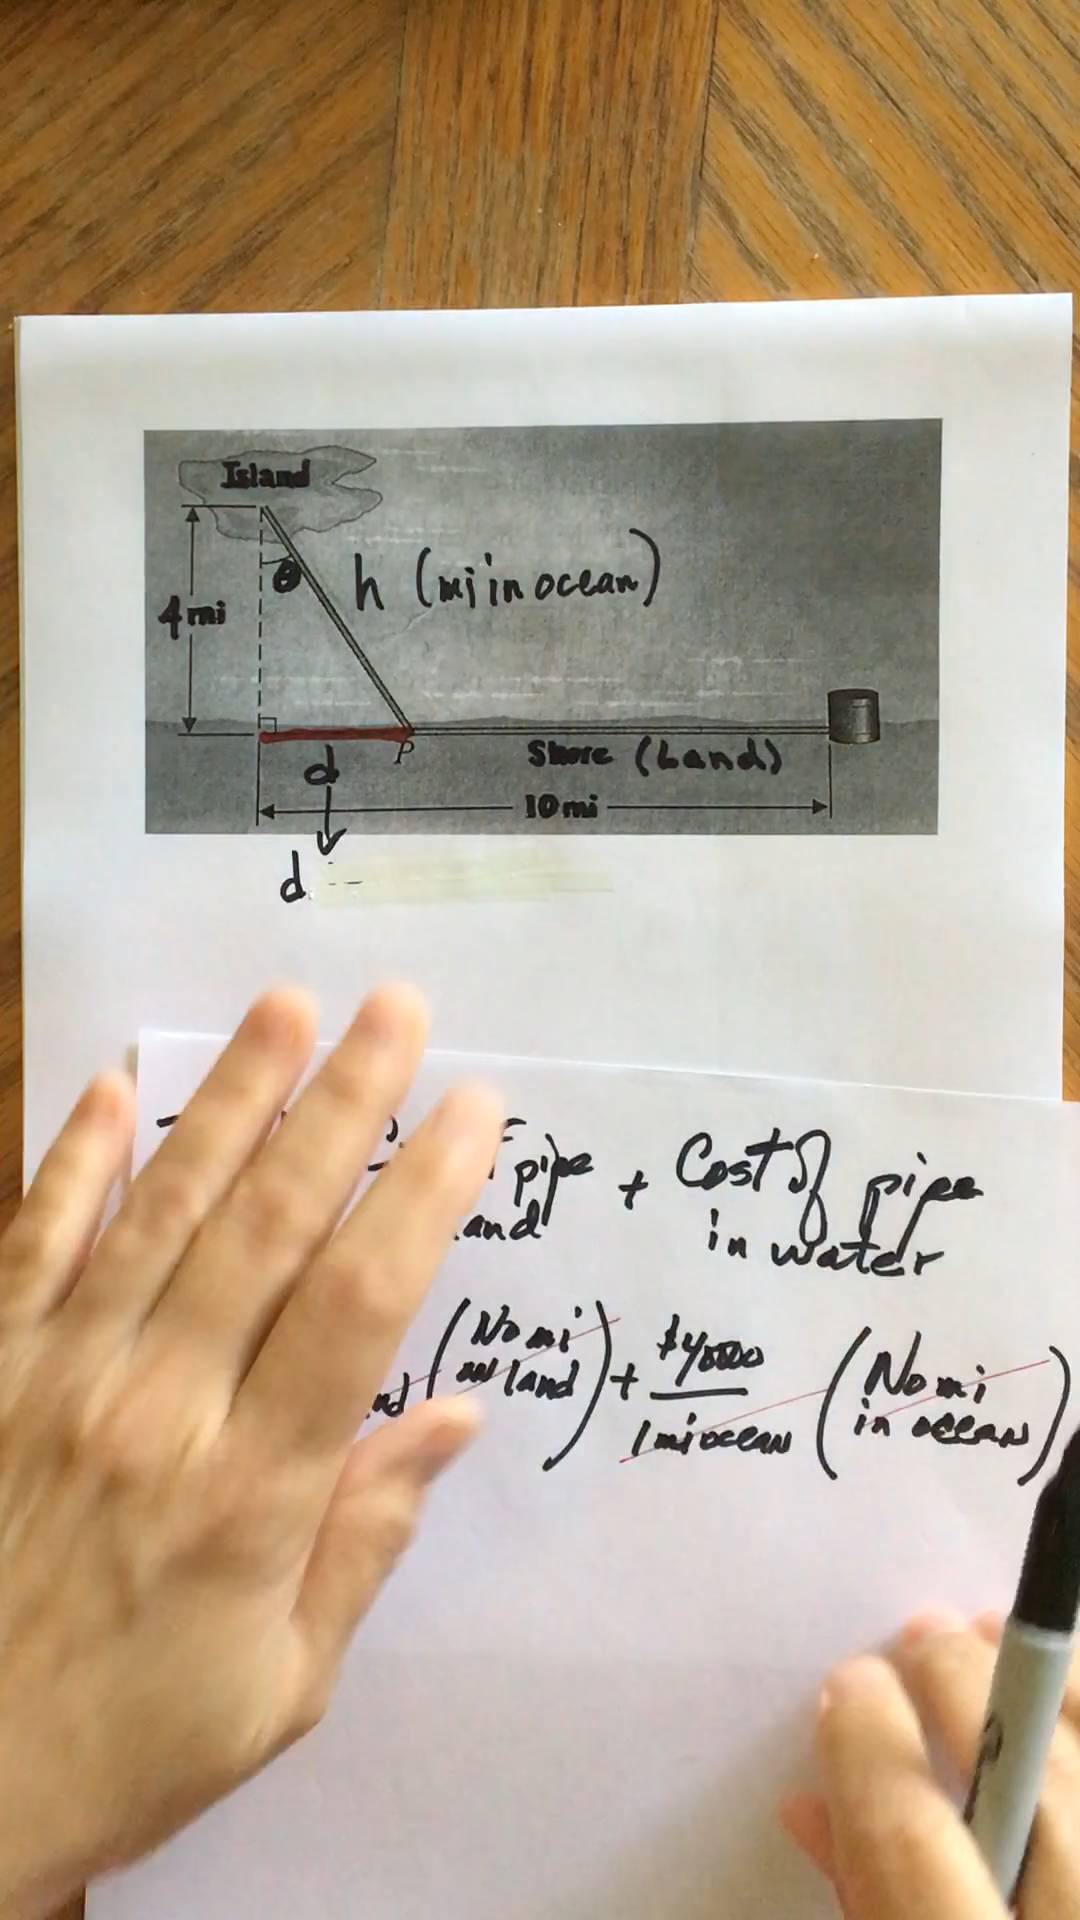 Island
θ
h (mi in ocean)
4 mi
P
d
Shore (Land)
10 mi
d
pipe + Cost of pipe
in water
(No mi on land) + $4000 / 1 mi ocean (No mi in ocean)